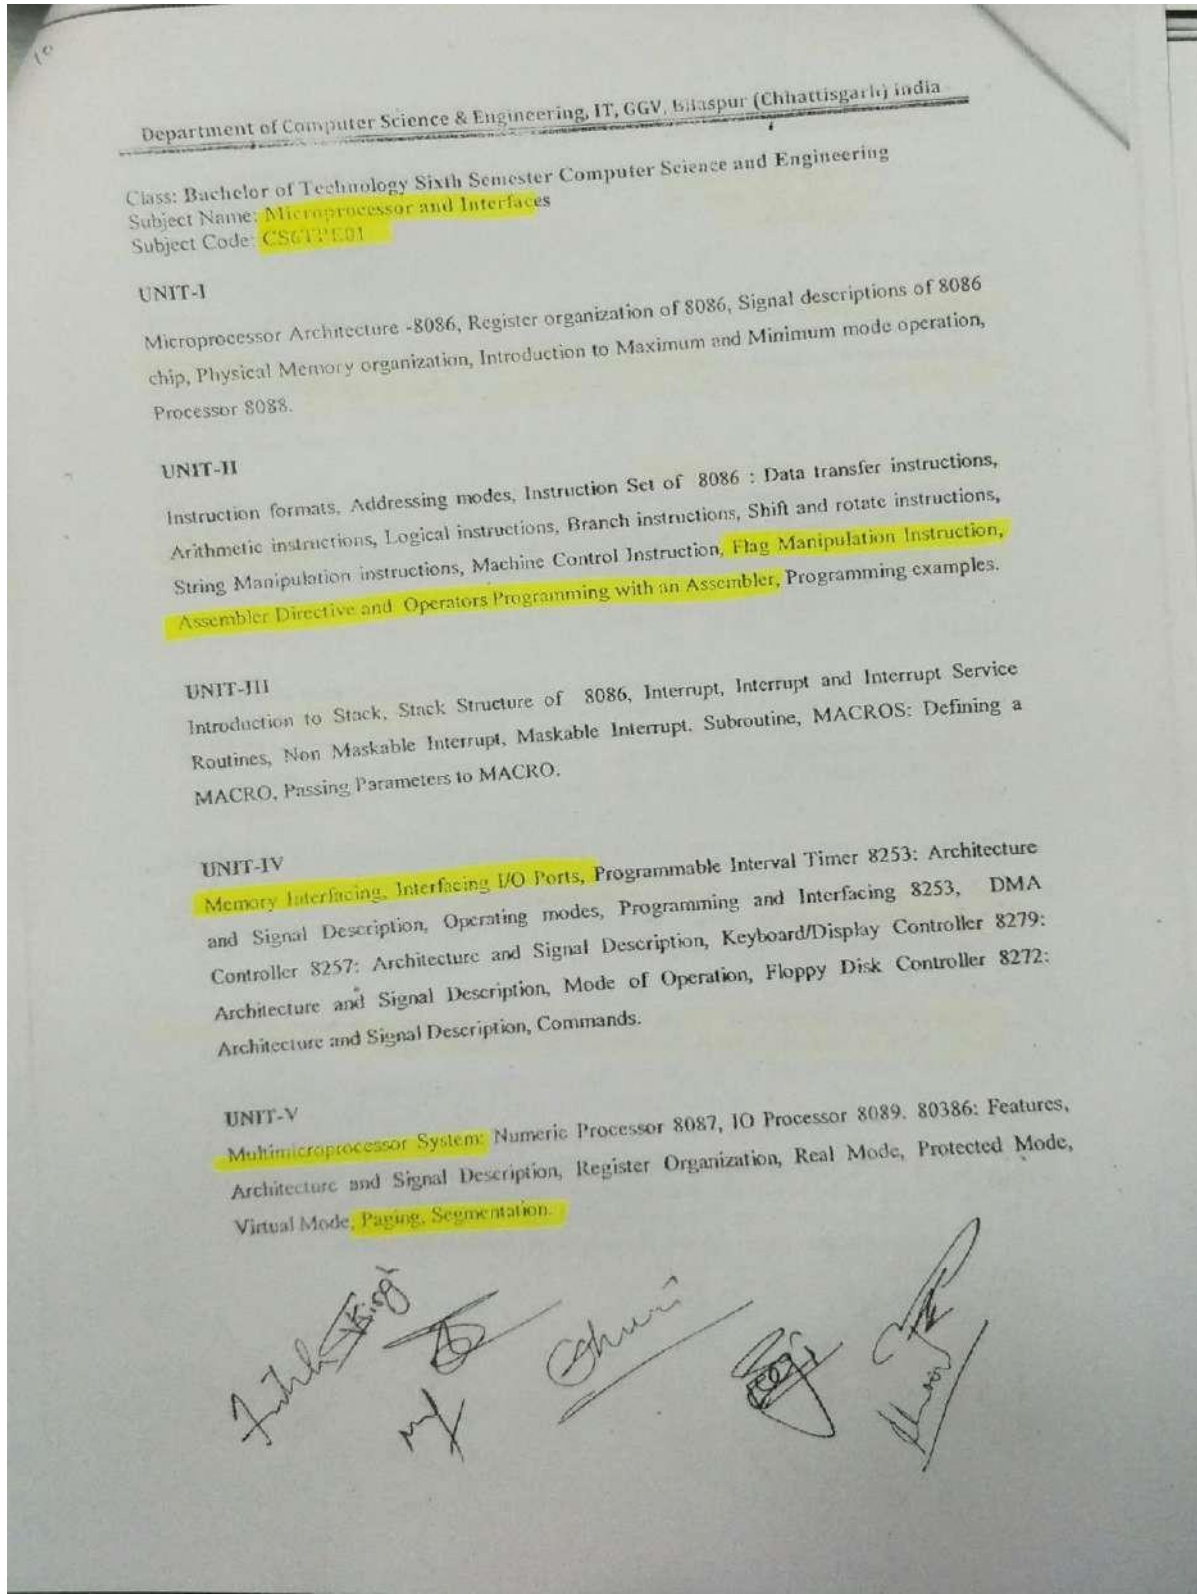 10
Department of Computer Science & Engineering, IT, GGV, Bilaspur (Chhattisgarh) India
Class: Bachelor of Technology Sixth Semester Computer Science and Engineering
Subject Name: Microprocessor and Interfaces
Subject Code: CS6TPE01
UNIT-I
Microprocessor Architecture -8086, Register organization of 8086, Signal descriptions of 8086
chip, Physical Memory organization, Introduction to Maximum and Minimum mode operation,
Processor 8088.
UNIT-II
Instruction formats, Addressing modes, Instruction Set of 8086 : Data transfer instructions,
Arithmetic instructions, Logical instructions, Branch instructions, Shift and rotate instructions,
String Manipulation instructions, Machine Control Instruction, Flag Manipulation Instruction,
Assembler Directive and Operators Programming with an Assembler, Programming examples.
UNIT-III
Introduction to Stack, Stack Structure of 8086, Interrupt, Interrupt and Interrupt Service
Routines, Non Maskable Interrupt, Maskable Interrupt. Subroutine, MACROS: Defining a
MACRO, Passing Parameters to MACRO.
UNIT-IV
Memory Interfacing, Interfacing I/O Ports, Programmable Interval Timer 8253: Architecture
and Signal Description, Operating modes, Programming and Interfacing 8253, DMA
Controller 8257: Architecture and Signal Description, Keyboard/Display Controller 8279:
Architecture and Signal Description, Mode of Operation, Floppy Disk Controller 8272:
Architecture and Signal Description, Commands.
UNIT-V
Multimicroprocessor System: Numeric Processor 8087, IO Processor 8089. 80386: Features,
Architecture and Signal Description, Register Organization, Real Mode, Protected Mode,
Virtual Mode, Paging, Segmentation.